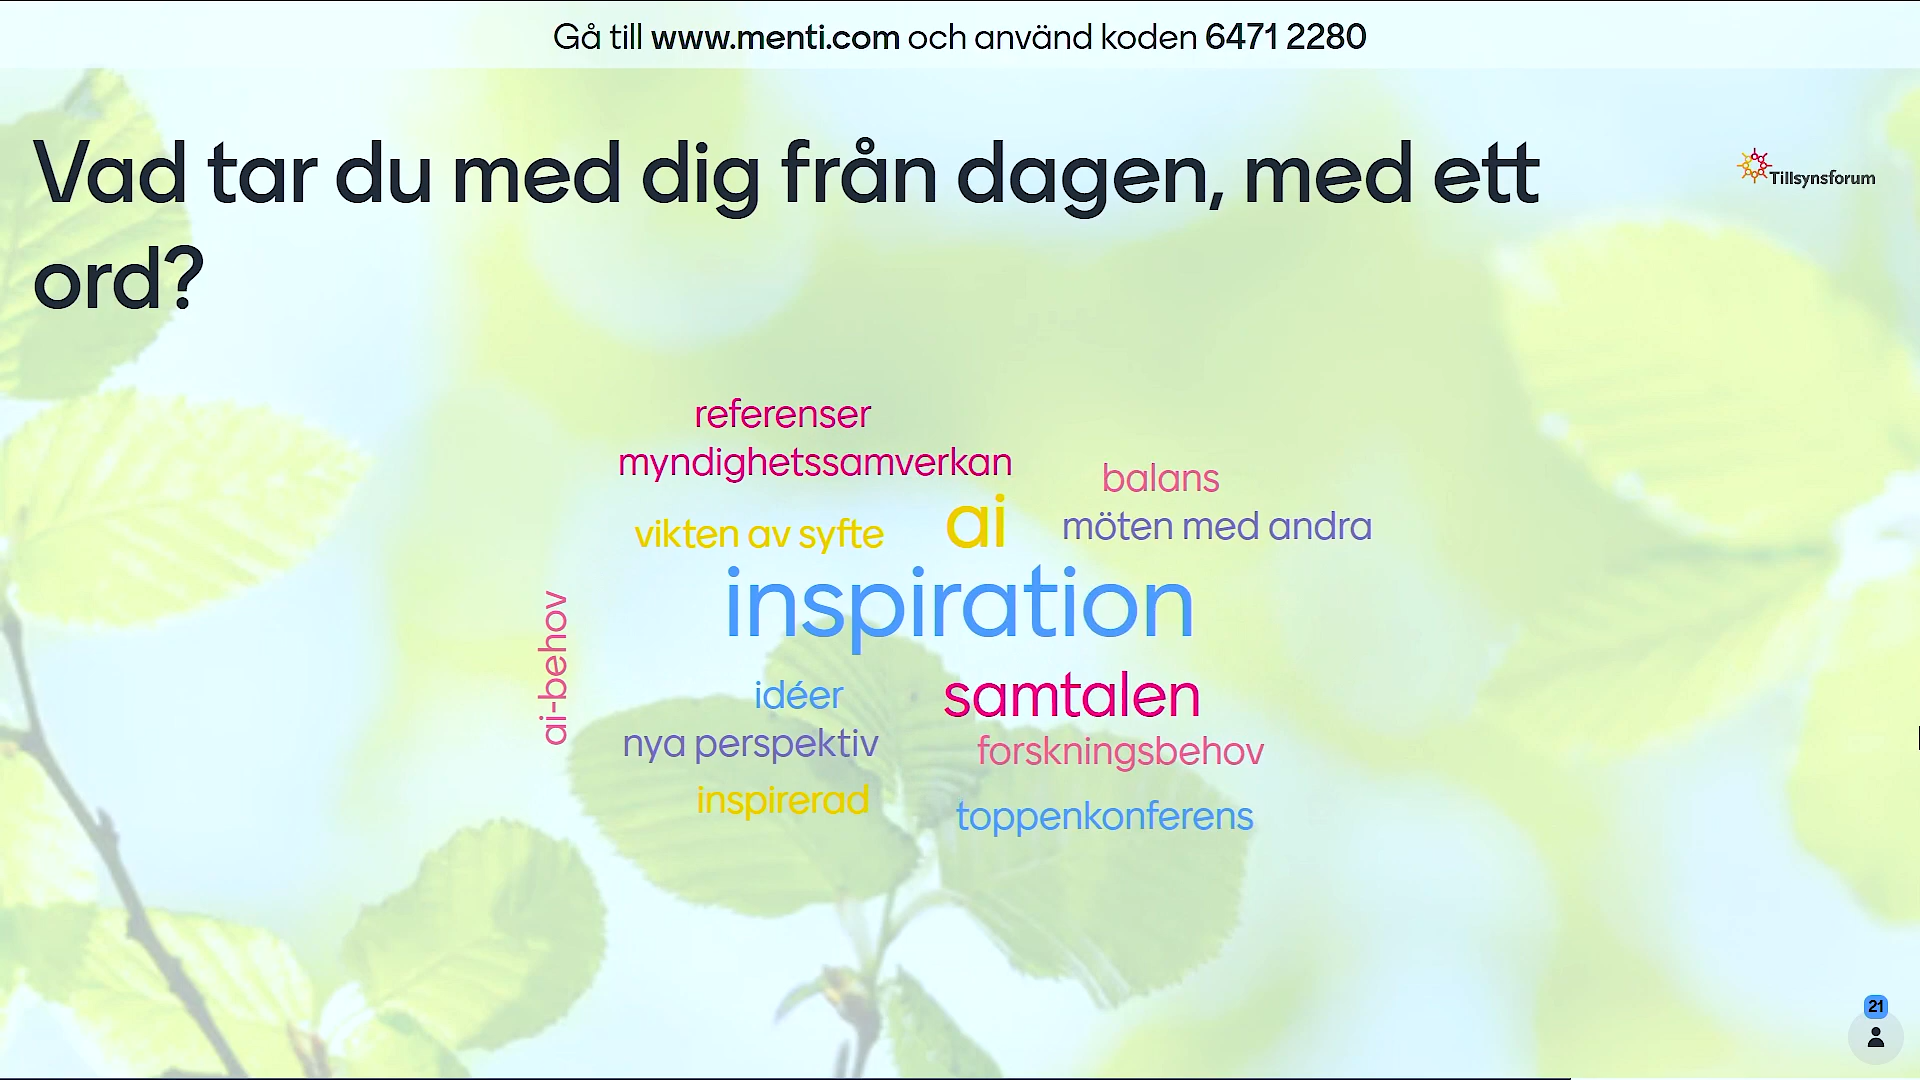 Gå till www.menti.com och använd koden 6471 2280
Vad tar du med dig från dagen, med ett
ord?
Tillsynsforum
referenser
myndighetssamverkan
balans
vikten av syfte
ai
möten med andra
inspiration
ai-behov
idéer
samtalen
nya perspektiv
forskningsbehov
inspirerad
toppenkonferens
21